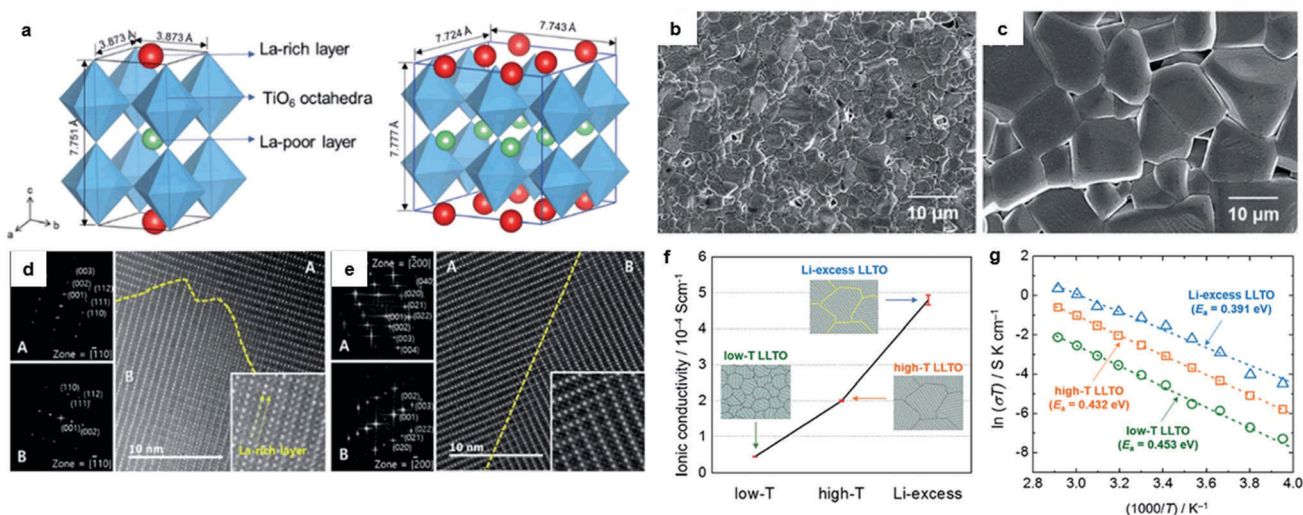 a
3.873 Å
3.873 Å
7.751 Å
La-rich layer
TiO6 octahedra
La-poor layer
c
a
b
7.724 Å
7.743 Å
7.777 Å
b
10 μm
c
10 μm
d
(003)
(002)
(001)
(112)
(111)
(110)
A
Zone = [1̄10]
(110)
(112)
(111)
(001)
(002)
B
Zone = [1̄10]
A
B
10 nm
La-rich-layer
e
Zone = [2̄00]
(040)
(020)
(021)
(022)
(001)
(002)
(003)
(004)
A
(002)
(003)
(001)
(022)
(021)
(020)
B
Zone = [2̄00]
A
B
10 nm
f
Ionic conductivity / 10⁻⁴ Scm⁻¹
6
5
4
3
2
1
0
Li-excess LLTO
low-T LLTO
high-T LLTO
low-T
high-T
Li-excess
g
ln (σT) / S K cm⁻¹
0
-2
-4
-6
-8
Li-excess LLTO
(Ea = 0.391 eV)
high-T LLTO
(Ea = 0.432 eV)
low-T LLTO
(Ea = 0.453 eV)
3.0
3.2
3.4
3.6
3.8
4.0
(1000/T) / K⁻¹